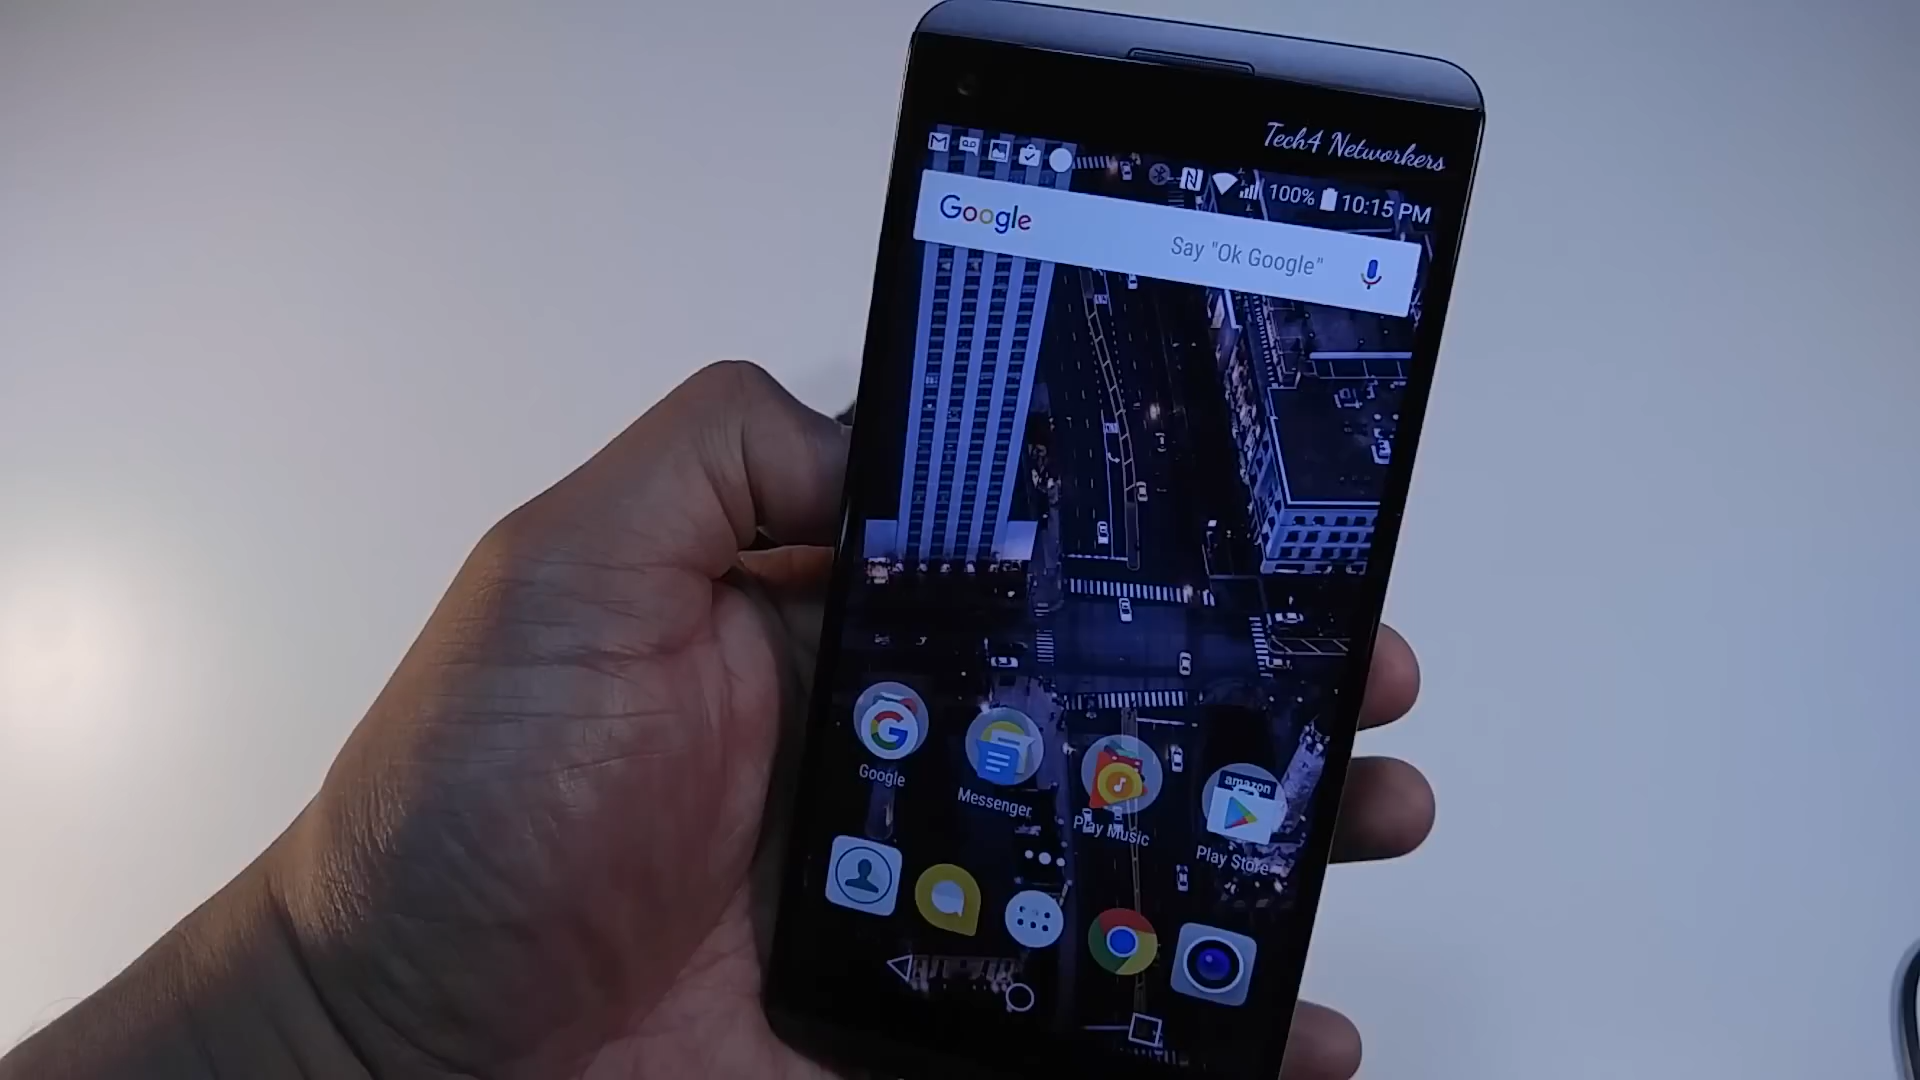 Tech4 Networkers
100% 10:15 PM
Google Say "Ok Google"
amazon
Google
Messenger
Play Music
Play Store